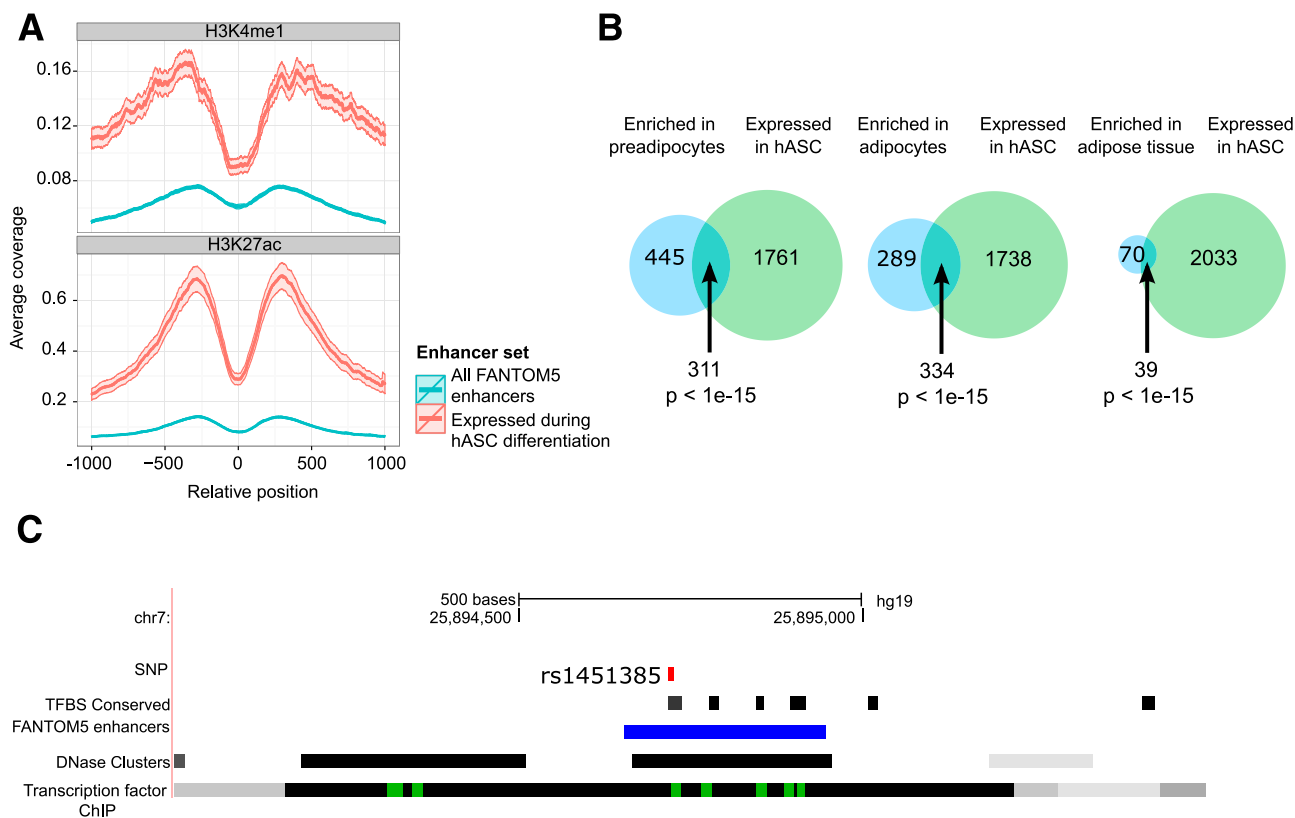 A
H3K4me1
0.16
0.12
0.08
H3K27ac
0.6
0.4
0.2
Average coverage
-1000
−500
0
500
1000
Relative position
Enhancer set
All FANTOM5
enhancers
Expressed during
hASC differentiation
B
Enriched in
preadipocytes
Expressed
in hASC
Enriched in
adipocytes
Expressed
in hASC
Enriched in
adipose tissue
Expressed
in hASC
445
1761
289
1738
70
2033
311
p < 1e-15
334
p < 1e-15
39
p < 1e-15
C
500 bases
hg19
chr7:
25,894,500
25,895,000
SNP
rs1451385
TFBS Conserved
FANTOM5 enhancers
DNase Clusters
Transcription factor
ChIP